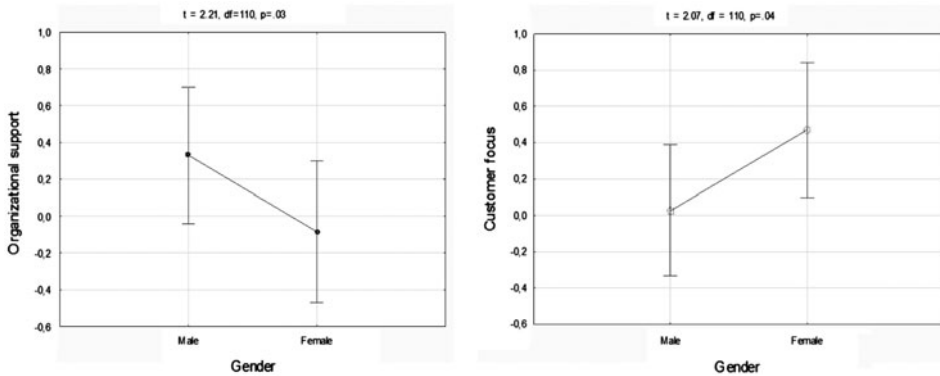 t = 2.21, df=110, p=.03
Organizational support
1,0
0,8
0,6
0,4
0,2
0,0
-0,2
-0,4
-0,6
Male
Female
Gender
t = 2.07, df = 110, p=.04
Customer focus
1,0
0,8
0,6
0,4
0,2
0,0
-0,2
-0,4
-0,6
Male
Female
Gender